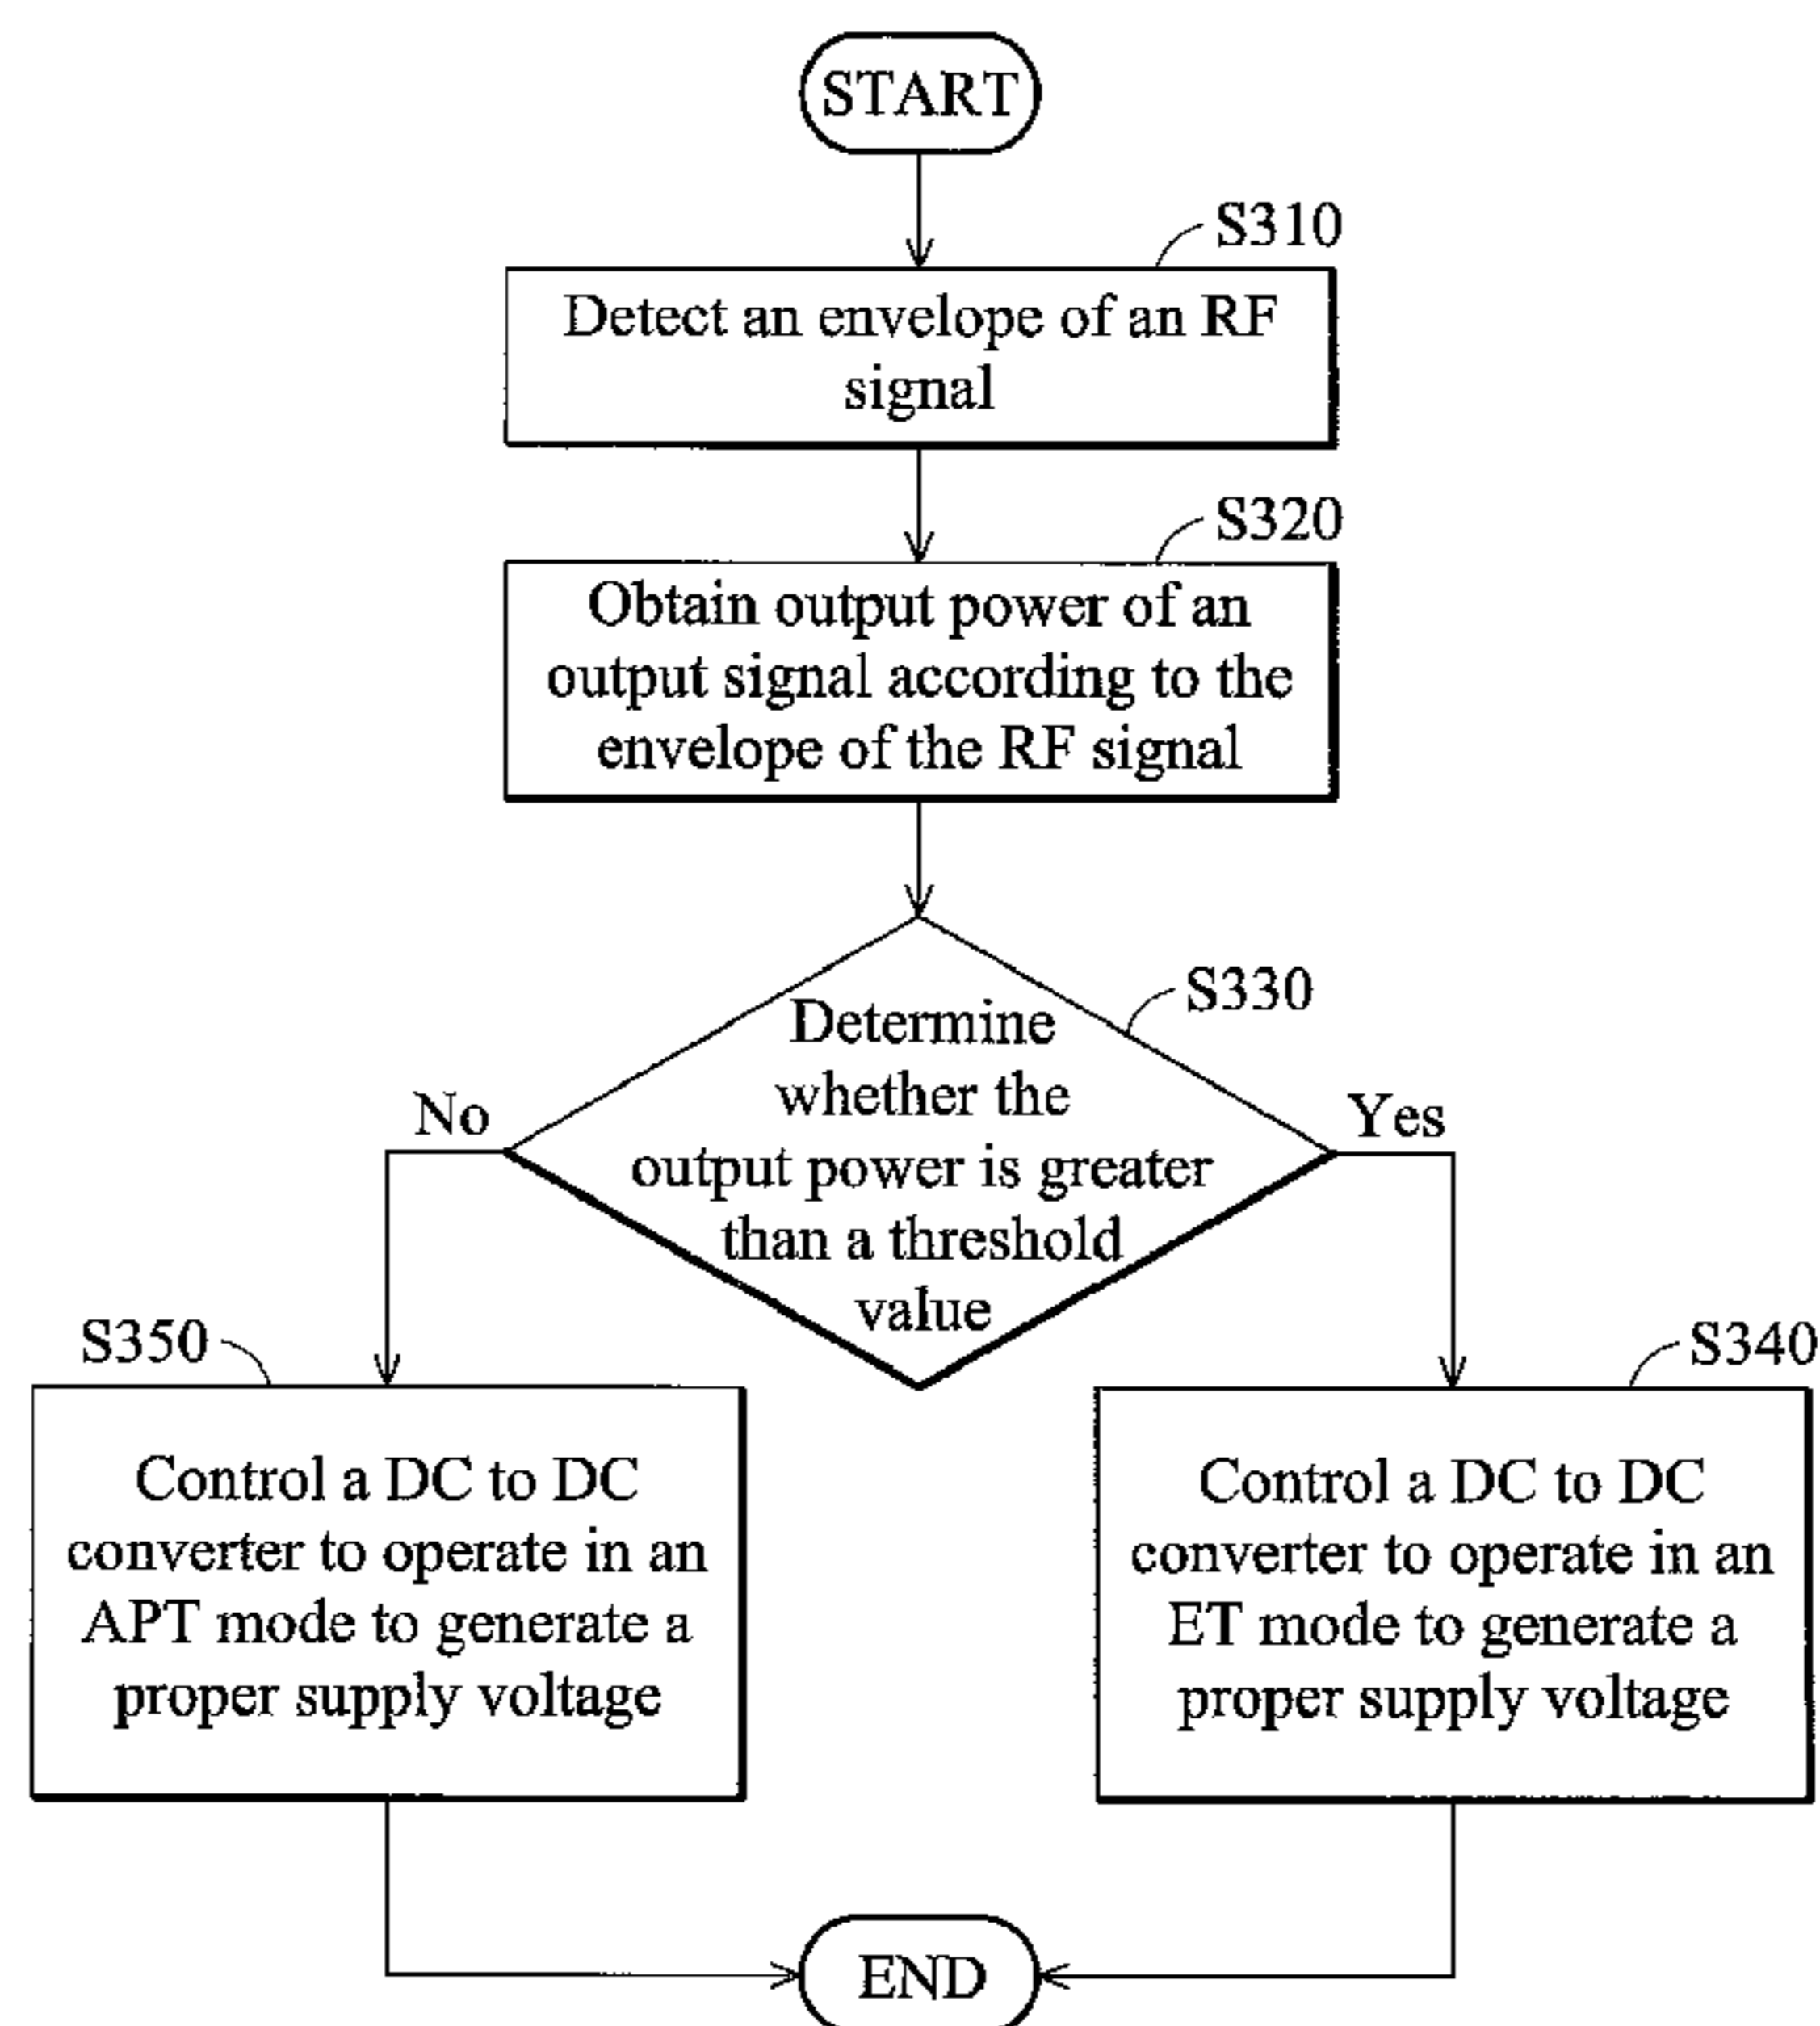 START
S310
Detect an envelope of an RF
signal
S320
Obtain output power of an
output signal according to the
envelope of the RF signal
S330
Determine
whether the
output power is greater
than a threshold
value
No
Yes
S350
Control a DC to DC
converter to operate in an
APT mode to generate a
proper supply voltage
S340
Control a DC to DC
converter to operate in an
ET mode to generate a
proper supply voltage
END